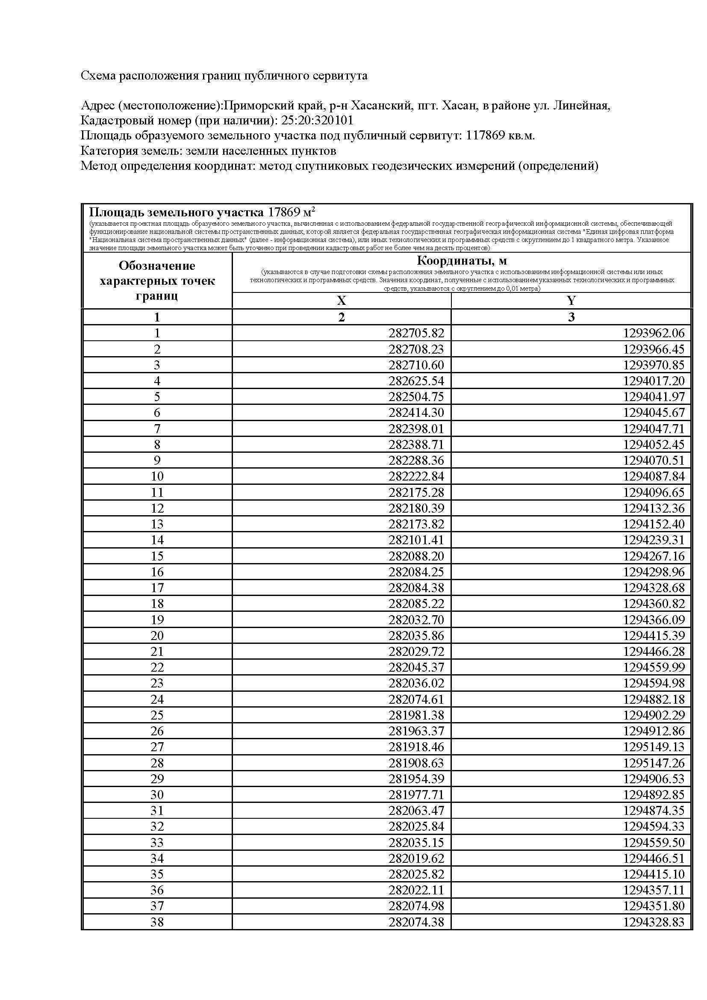 Схема расположения границ публичного сервитута
Адрес (местоположение):Приморский край, р-н Хасанский, пгт. Хасан, в районе ул. Линейная,
Кадастровый номер (при наличии): 25:20:320101
Площадь образуемого земельного участка под публичный сервитут: 117869 кв.м.
Категория земель: земли населенных пунктов
Метод определения координат: метод спутниковых геодезических измерений (определений)
Площадь земельного участка 17869 м²
(указывается проектная площадь образуемого земельного участка, вычисленная с использованием федеральной государственной географической информационной системы, обеспечивающей
функционирование национальной системы пространственных данных, которой является федеральная государственная географическая информационная система "Единая цифровая платформа
"Национальная система пространственных данных" (далее - информационная система), или иных технологических и программных средств с округлением до 1 квадратного метра. Указанное
значение площади земельного участка может быть уточнено при проведении кадастровых работ не более чем на десять процентов)
Обозначение
характерных точек
границ
Координаты, м
(указываются в случае подготовки схемы расположения земельного участка с использованием информационной системы или иных
технологических и программных средств. Значения координат, полученные с использованием указанных технологических и программных
средств, указываются с округлением до 0,01 метра)
X Y
1 2 3
1 282705.82 1293962.06
2 282708.23 1293966.45
3 282710.60 1293970.85
4 282625.54 1294017.20
5 282504.75 1294041.97
6 282414.30 1294045.67
7 282398.01 1294047.71
8 282388.71 1294052.45
9 282288.36 1294070.51
10 282222.84 1294087.84
11 282175.28 1294096.65
12 282180.39 1294132.36
13 282173.82 1294152.40
14 282101.41 1294239.31
15 282088.20 1294267.16
16 282084.25 1294298.96
17 282084.38 1294328.68
18 282085.22 1294360.82
19 282032.70 1294366.09
20 282035.86 1294415.39
21 282029.72 1294466.28
22 282045.37 1294559.99
23 282036.02 1294594.98
24 282074.61 1294882.18
25 281981.38 1294902.29
26 281963.37 1294912.86
27 281918.46 1295149.13
28 281908.63 1295147.26
29 281954.39 1294906.53
30 281977.71 1294892.85
31 282063.47 1294874.35
32 282025.84 1294594.33
33 282035.15 1294559.50
34 282019.62 1294466.51
35 282025.82 1294415.10
36 282022.11 1294357.11
37 282074.98 1294351.80
38 282074.38 1294328.83